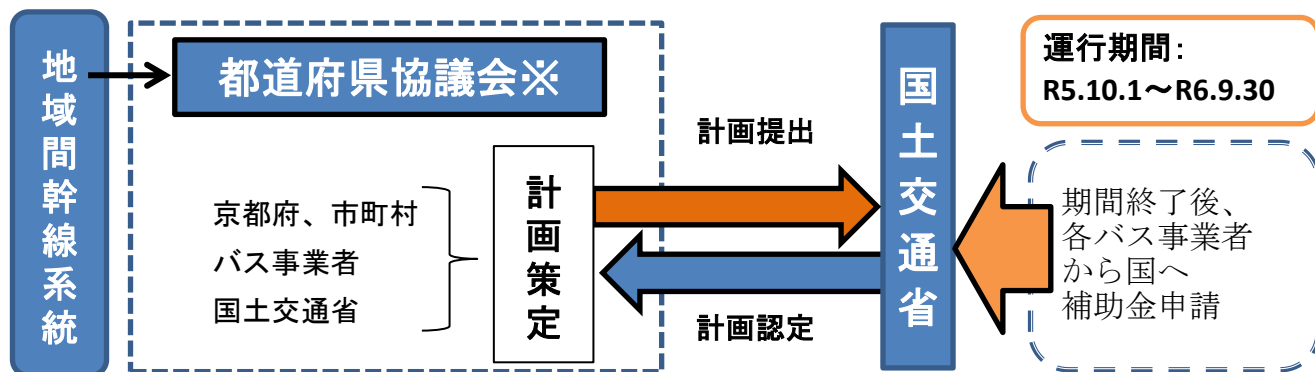 地域間幹線系統
都道府県協議会※
京都府、市町村
バス事業者
国土交通省
計画策定
計画提出
計画認定
国土交通省
運行期間：
R5.10.1～R6.9.30
期間終了後、
各バス事業者
から国へ
補助金申請